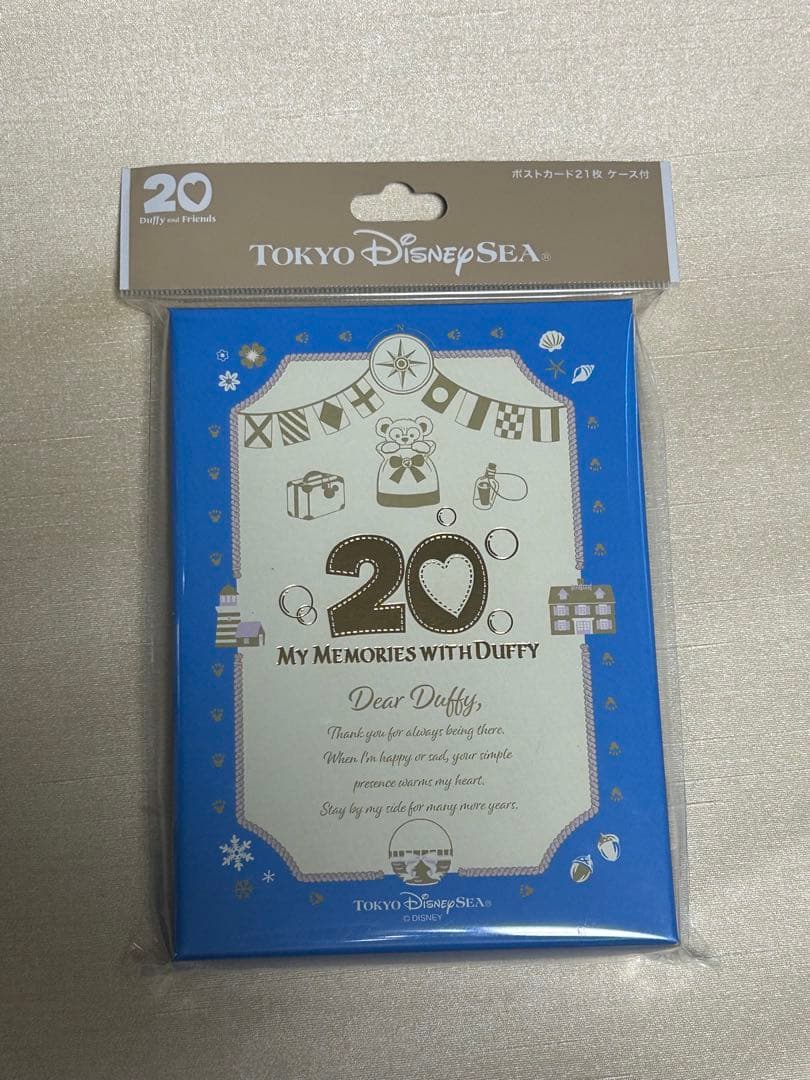 20
Duffy and Friends
ポストカード21枚 ケース付
TOKYO DISNEYSEA®
N
20
MY MEMORIES WITH DUFFY
Dear Duffy,
Thank you for always being there.
When I'm happy or sad, your simple
presence warms my heart.
Stay by my side for many more years.
TOKYO DISNEYSEA®
© DISNEY